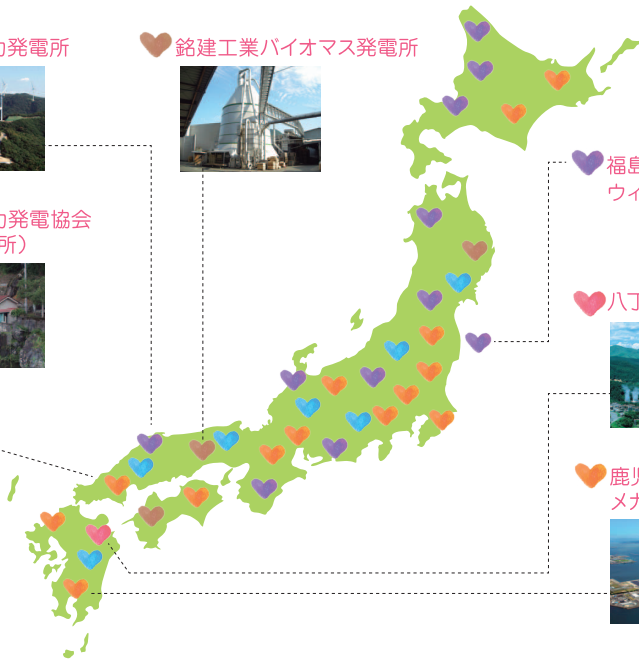 力発電所
銘建工業バイオマス発電所
福島
ウィ
力発電協会
所）
八丁
鹿児
メガ